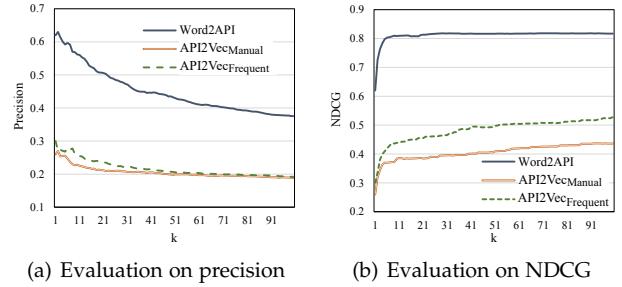 0.7
0.6
0.5
0.4
0.3
0.2
0.1
Precision
Word2API
API2VecManual
API2VecFrequent
1 11 21 31 41 51 61 71 81 91
k
(a) Evaluation on precision
0.9
0.8
0.7
0.6
0.5
0.4
0.3
0.2
NDCG
Word2API
API2VecManual
API2VecFrequent
1 11 21 31 41 51 61 71 81 91
k
(b) Evaluation on NDCG